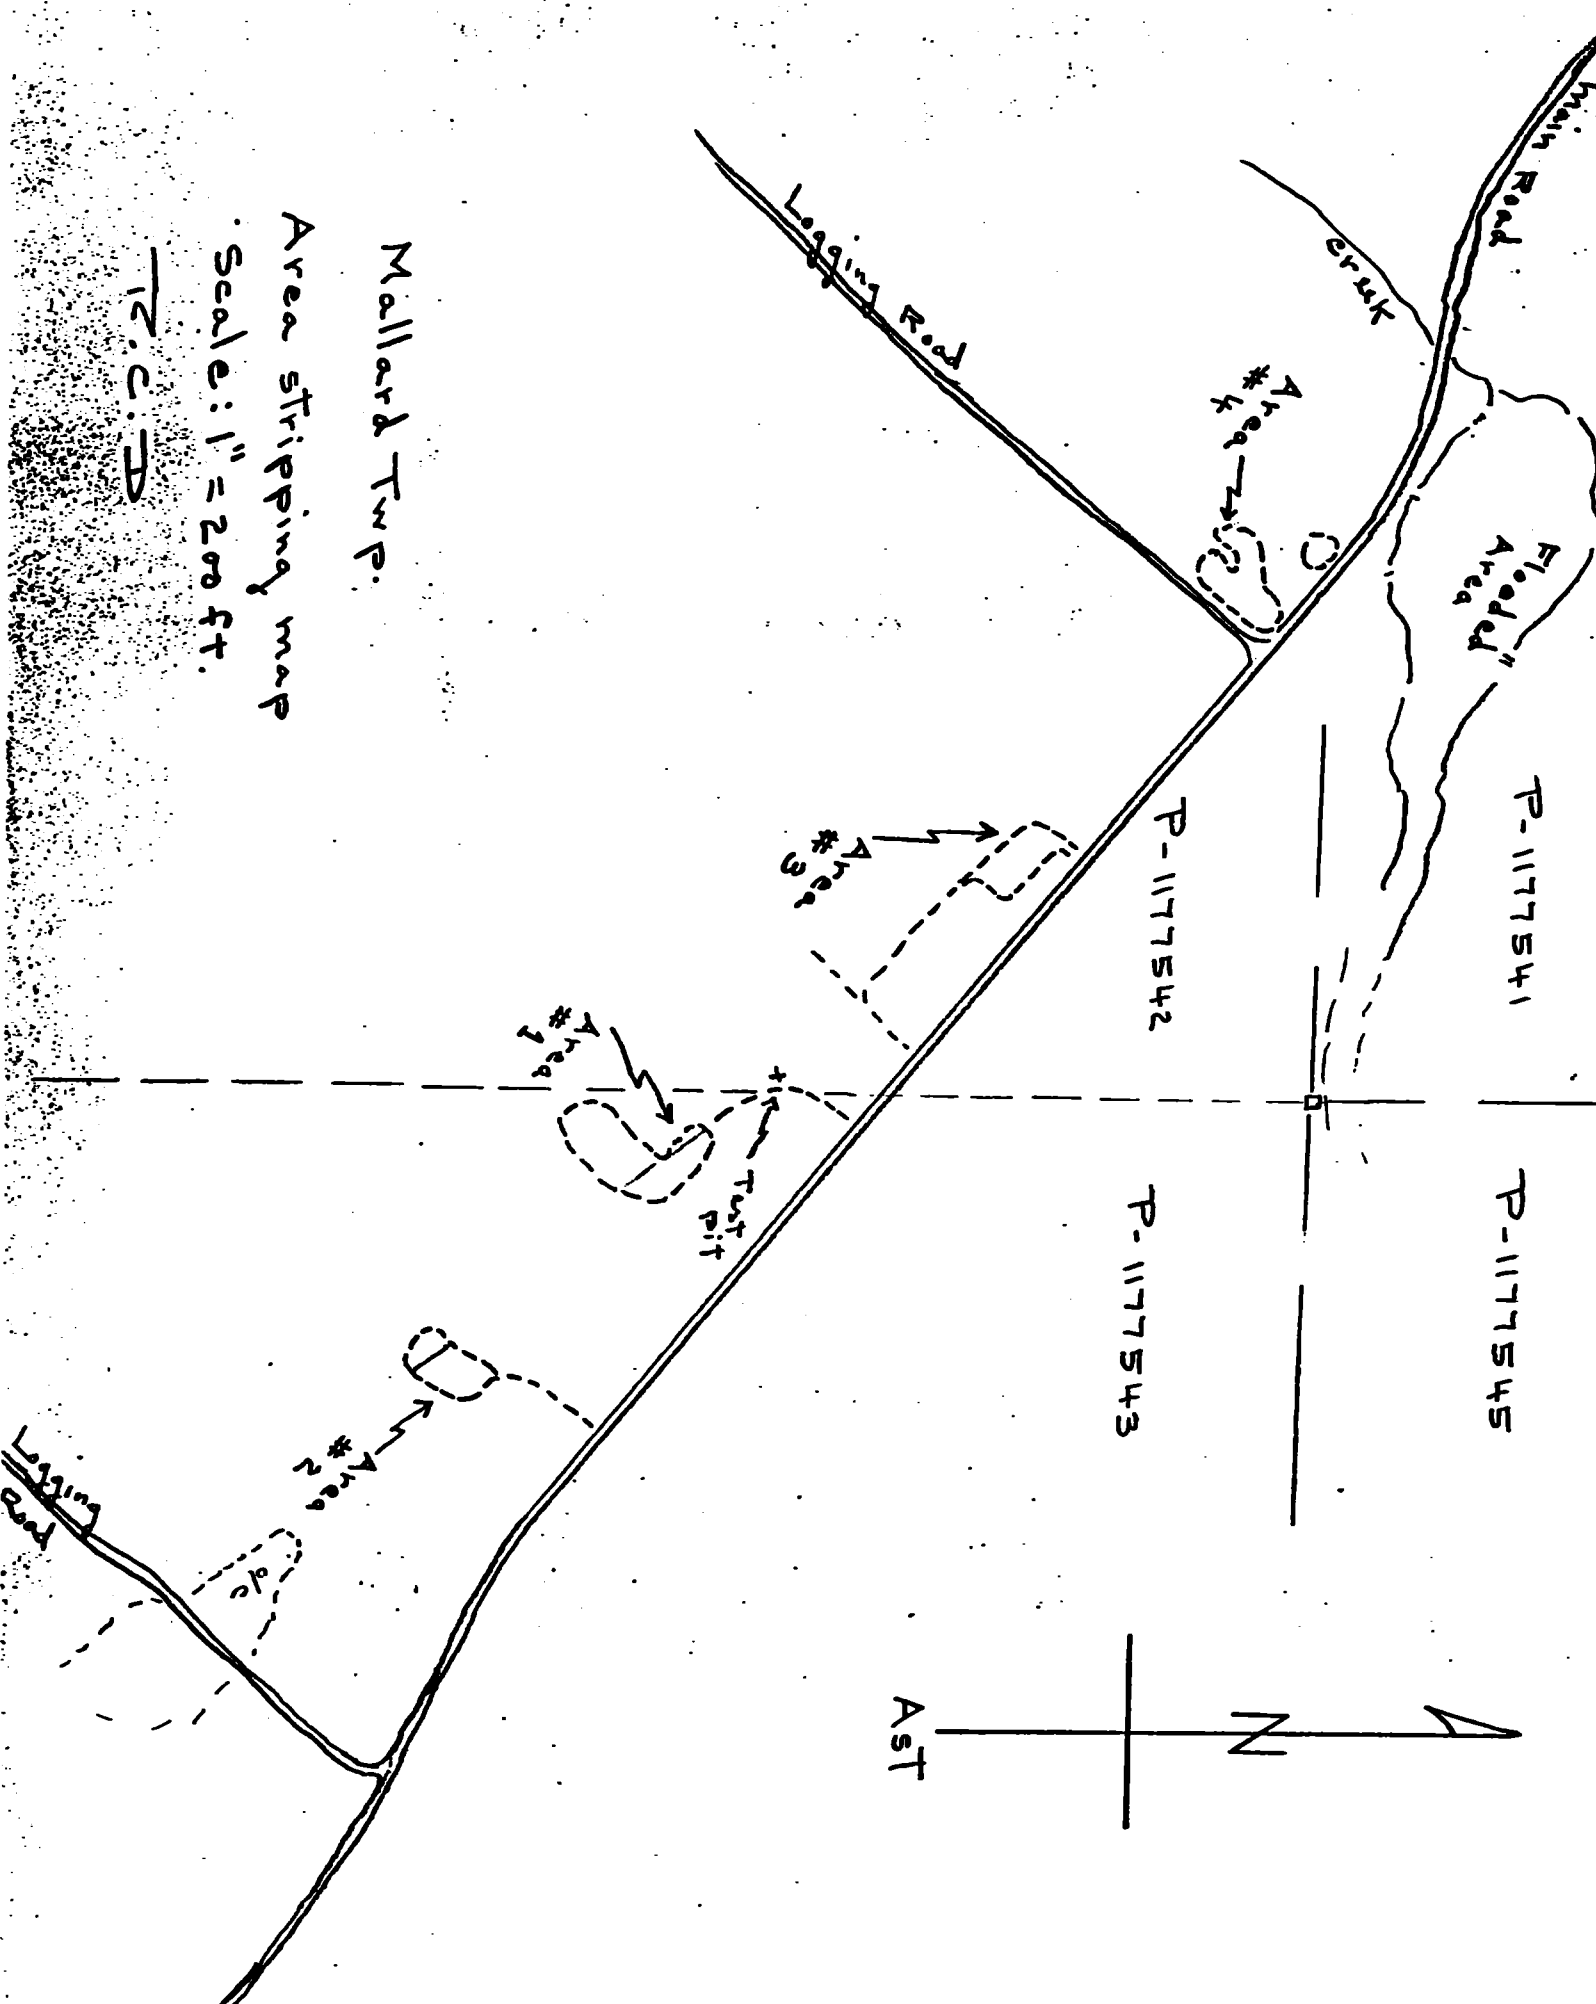 Main Road
Creek
Flooded
Area
Logging Road
Area
#4
P-1177541
P-1177542
P-1177545
P-1177543
Area
#3
Area
#1
Test
pit
Area
#2
o/c
Logging
Road
N
AST
Mallard Twp.
Area stripping map
Scale: 1" = 200 ft.